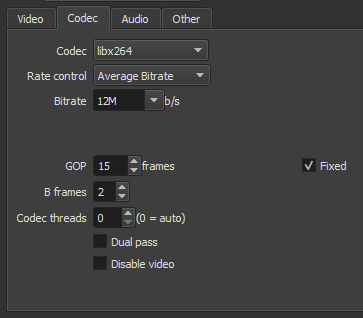 Video Codec Audio Other
Codec libx264
Rate control Average Bitrate
Bitrate 12M b/s
GOP 15 frames Fixed
B frames 2
Codec threads 0 (0 = auto)
Dual pass
Disable video